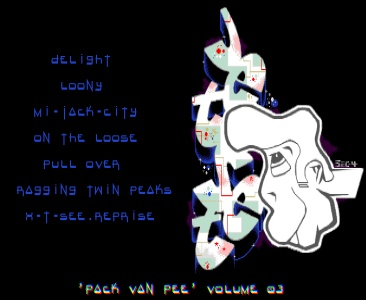 DELIGHT
LOONY
MI-JACK-CITY
ON THE LOOSE
PULL OVER
RAGGING TWIN PEAKS
X-T-SEE.REPRISE
'PACK VAN PEE' VOLUME 03